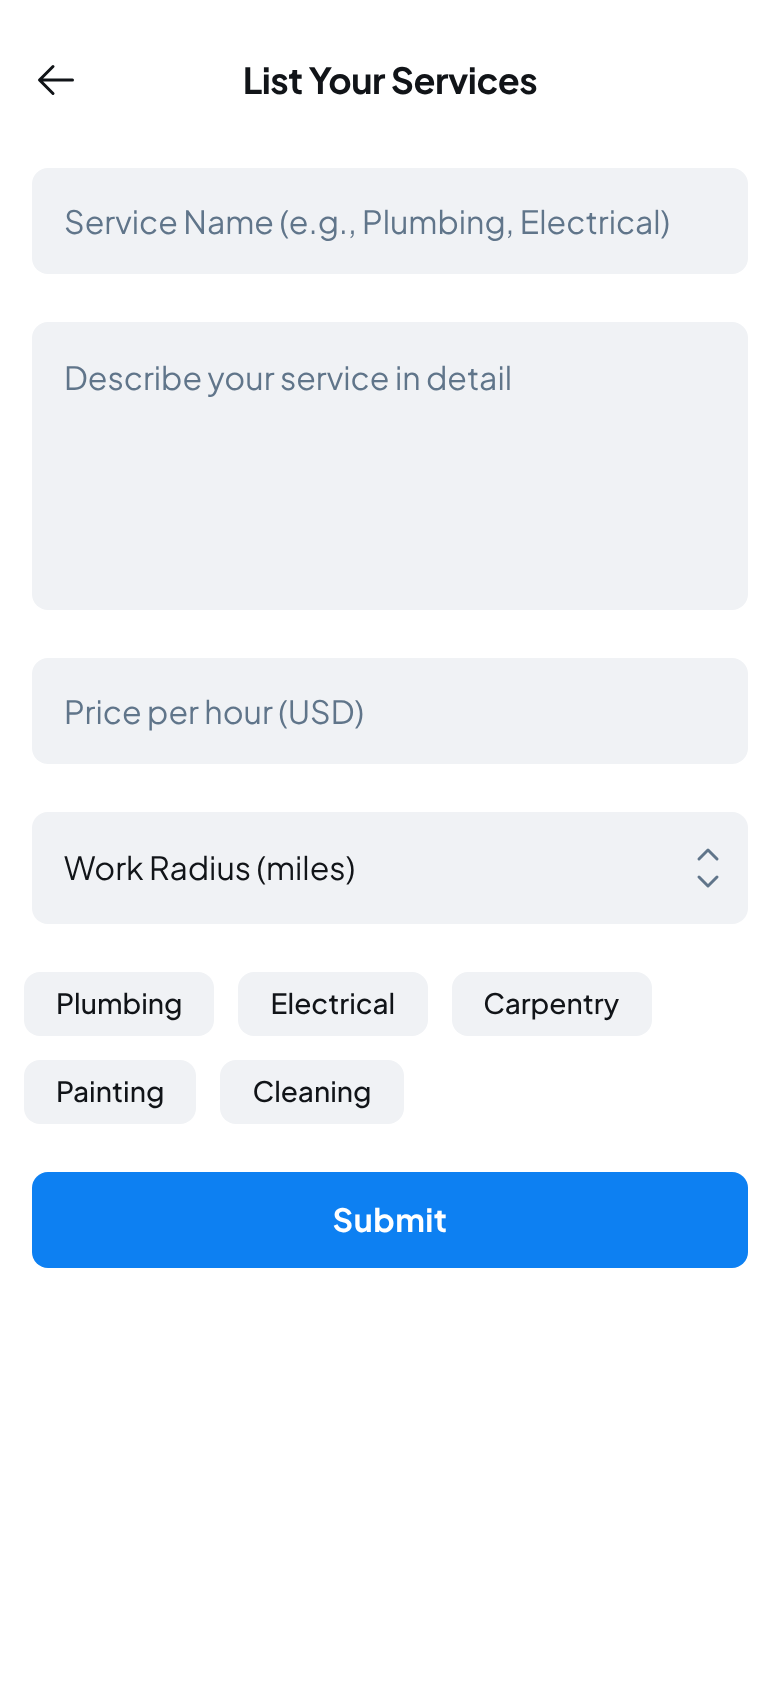 List Your Services
Service Name (e.g., Plumbing, Electrical)
Describe your service in detail
Price per hour (USD)
Work Radius (miles)
Plumbing Electrical Carpentry
Painting Cleaning
Submit